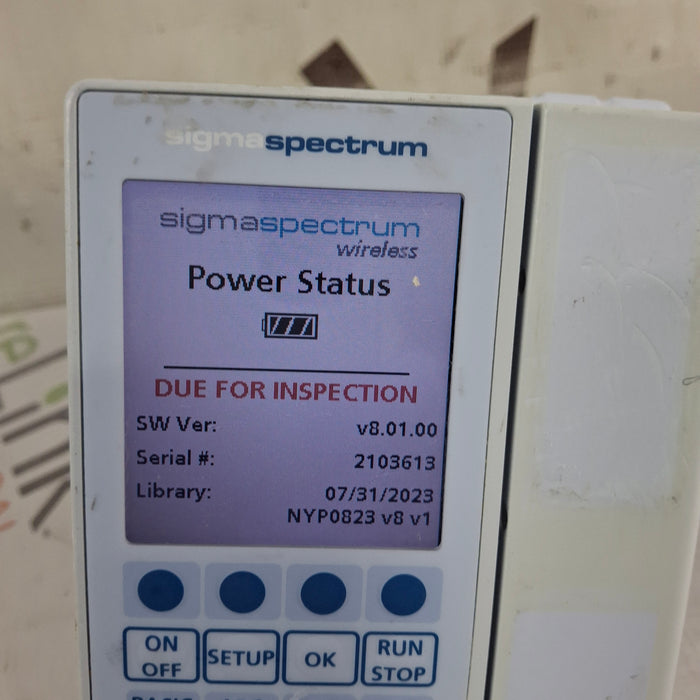 sigmaspectrum
sigmaspectrum
wireless
Power Status
DUE FOR INSPECTION
SW Ver: v8.01.00
Serial #: 2103613
Library: 07/31/2023
NYP0823 v8 v1
ON OFF SETUP OK RUN STOP